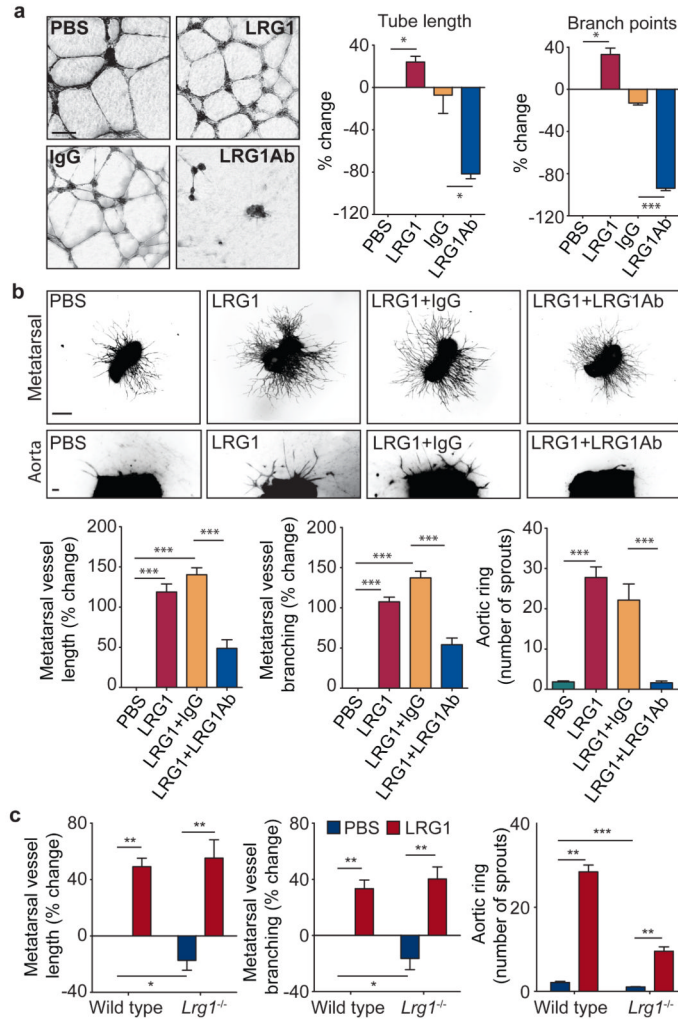 a
PBS
LRG1
IgG
LRG1Ab
Tube length
% change
40
0
-40
-80
-120
*
*
PBS
LRG1
IgG
LRG1Ab
Branch points
% change
40
0
-40
-80
-120
*
***
PBS
LRG1
IgG
LRG1Ab
b
Metatarsal
PBS
LRG1
LRG1+IgG
LRG1+LRG1Ab
Aorta
PBS
LRG1
LRG1+IgG
LRG1+LRG1Ab
Metatarsal vessel
length (% change)
200
150
100
50
0
***
***
***
PBS
LRG1
LRG1+IgG
LRG1+LRG1Ab
Metatarsal vessel
branching (% change)
200
150
100
50
0
***
***
***
PBS
LRG1
LRG1+IgG
LRG1+LRG1Ab
Aortic ring
(number of sprouts)
40
30
20
10
0
***
***
PBS
LRG1
LRG1+IgG
LRG1+LRG1Ab
c
Metatarsal vessel
length (% change)
80
40
0
-40
**
**
*
Wild type
Lrg1-/-
Metatarsal vessel
branching (% change)
80
40
0
-40
PBS
LRG1
**
**
*
Wild type
Lrg1-/-
Aortic ring
(number of sprouts)
40
20
0
***
**
**
Wild type
Lrg1-/-